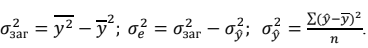 σ²заг = y̅²̅ − y̅²; σ²e = σ²заг − σ²ŷ; σ²ŷ = ∑(ŷ−y̅)²/n.